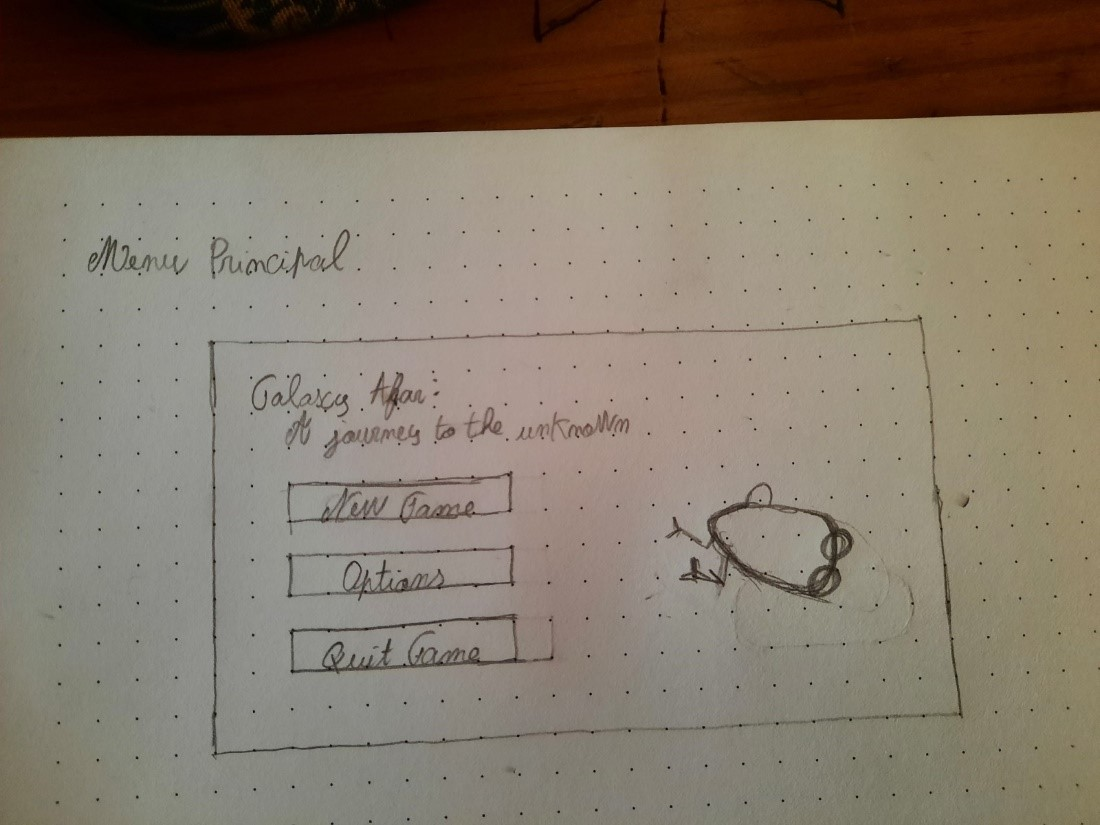 Menu Principal
Galaxy Afar:
A journey to the unknown
New Game
Options
Quit Game